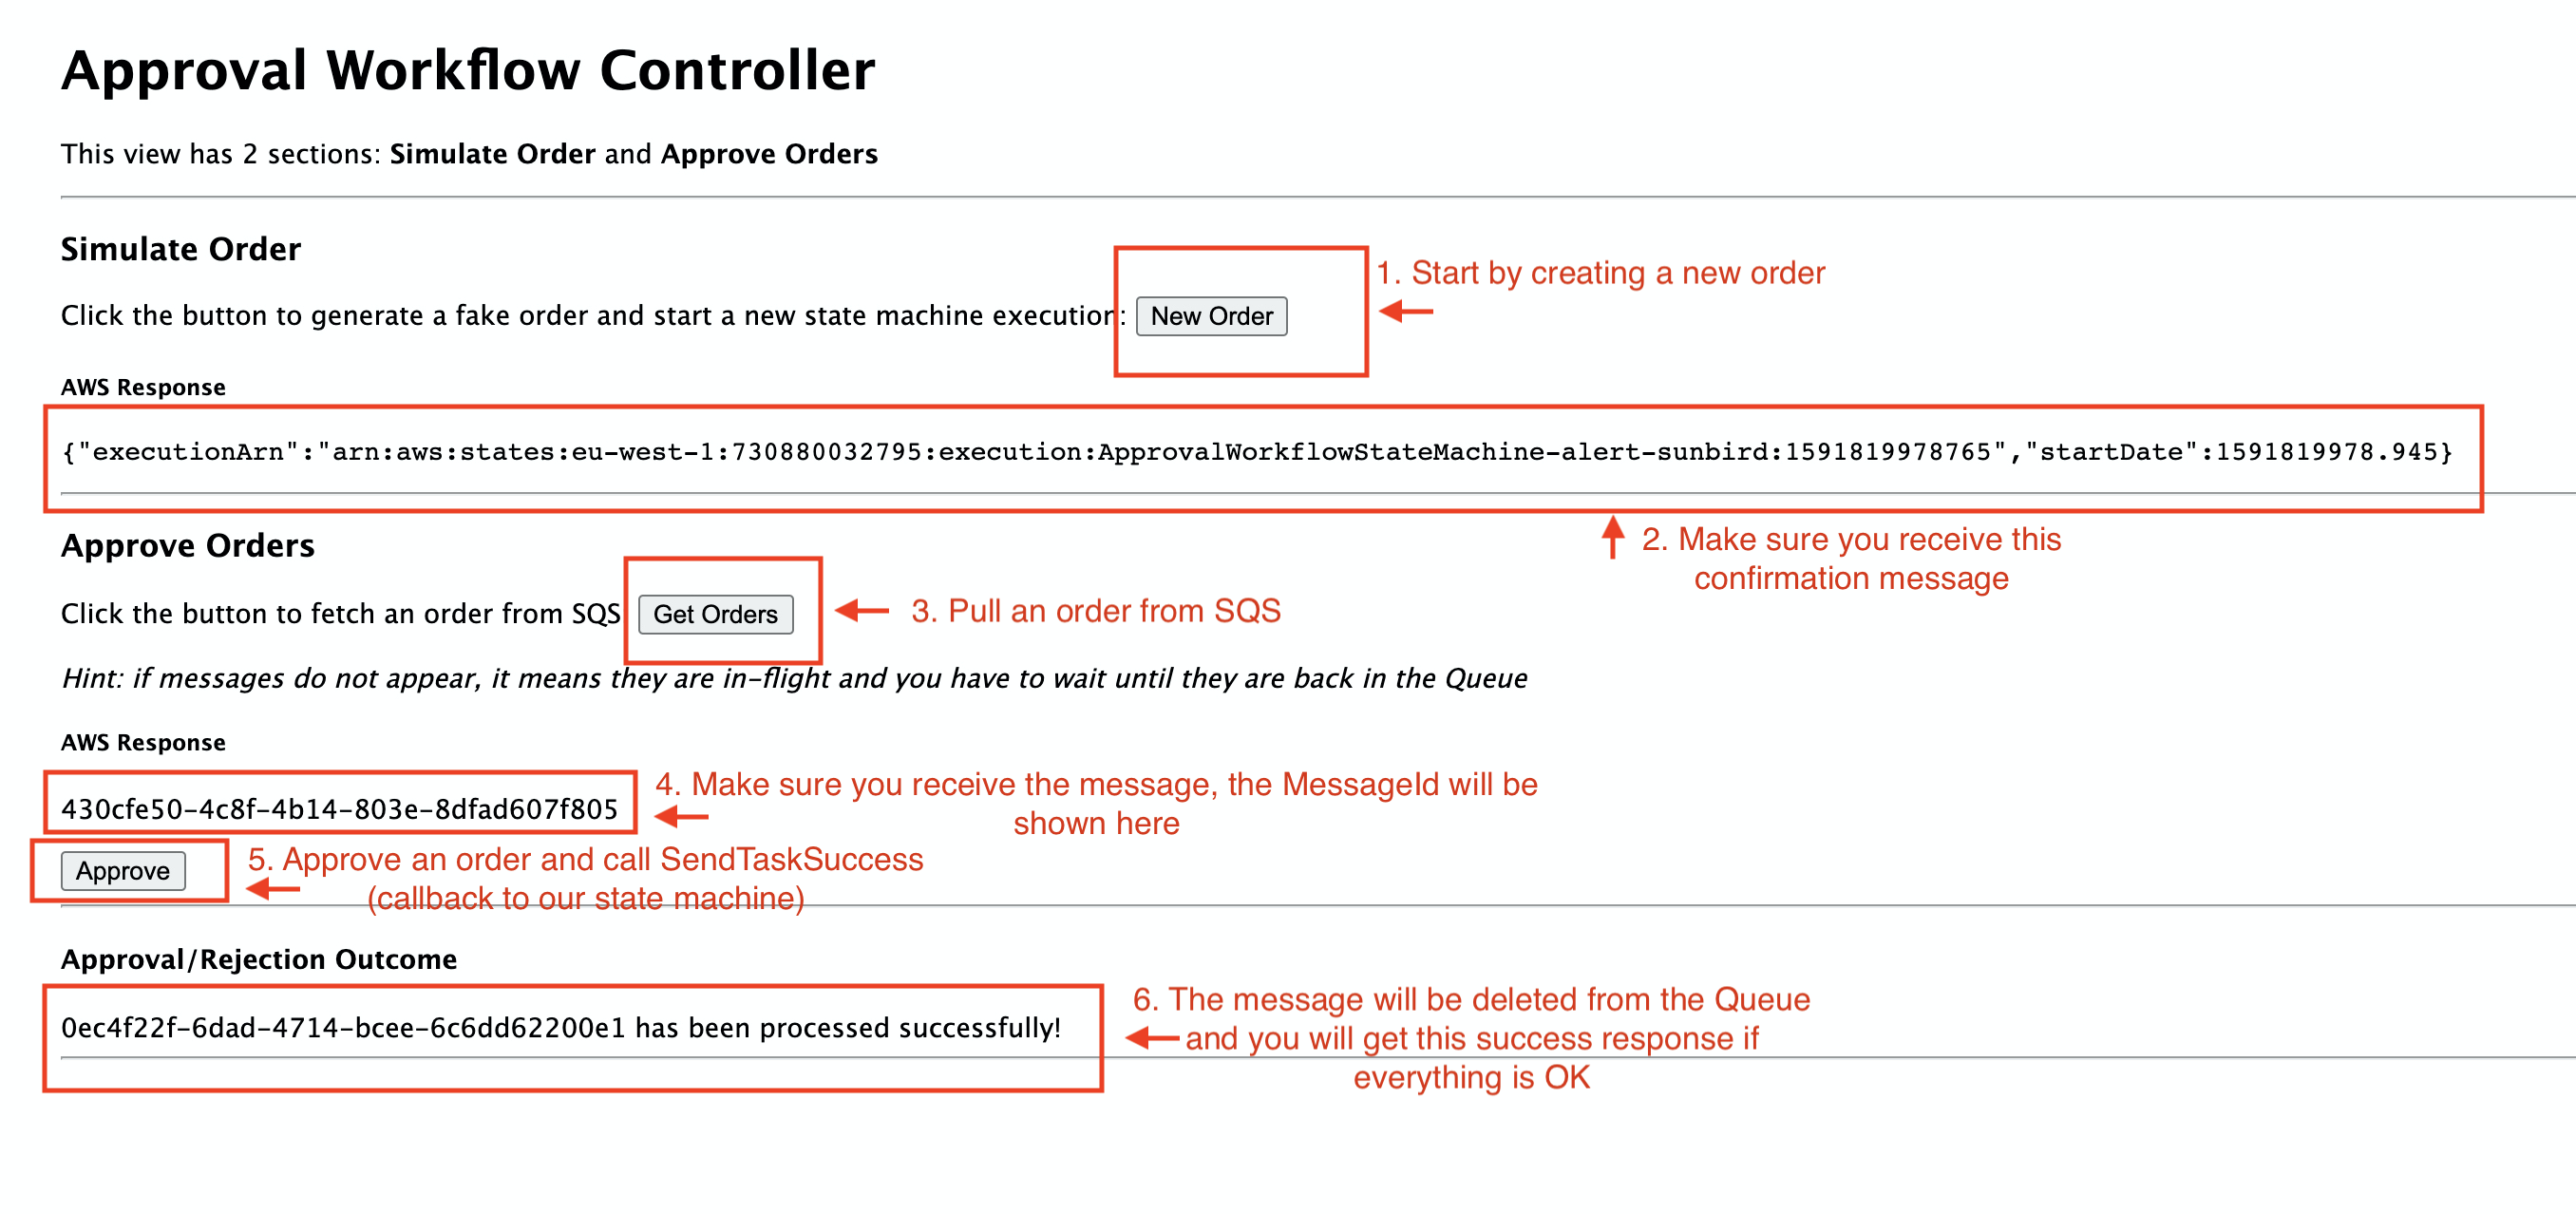 Approval Workflow Controller
This view has 2 sections: Simulate Order and Approve Orders
Simulate Order
1. Start by creating a new order
Click the button to generate a fake order and start a new state machine execution: New Order
AWS Response
{"executionArn":"arn:aws:states:eu-west-1:730880032795:execution:ApprovalWorkflowStateMachine-alert-sunbird:1591819978765","startDate":1591819978.945}
2. Make sure you receive this
confirmation message
Approve Orders
Click the button to fetch an order from SQS Get Orders
3. Pull an order from SQS
Hint: if messages do not appear, it means they are in-flight and you have to wait until they are back in the Queue
AWS Response
430cfe50-4c8f-4b14-803e-8dfad607f805
4. Make sure you receive the message, the MessageId will be
shown here
Approve
5. Approve an order and call SendTaskSuccess
(callback to our state machine)
Approval/Rejection Outcome
0ec4f22f-6dad-4714-bcee-6c6dd62200e1 has been processed successfully!
6. The message will be deleted from the Queue
and you will get this success response if
everything is OK